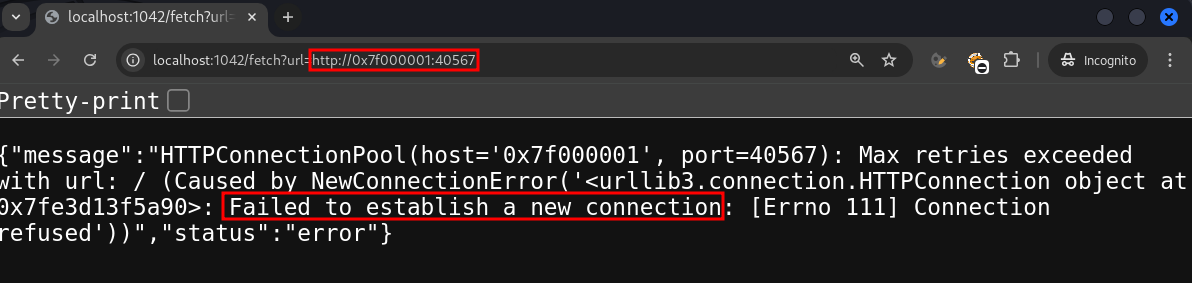 localhost:1042/fetch?url=
localhost:1042/fetch?url=http://0x7f000001:40567
Incognito
Pretty-print
{"message":"HTTPConnectionPool(host='0x7f000001', port=40567): Max retries exceeded
with url: / (Caused by NewConnectionError('<urllib3.connection.HTTPConnection object at
0x7fe3d13f5a90>: Failed to establish a new connection: [Errno 111] Connection
refused'))","status":"error"}